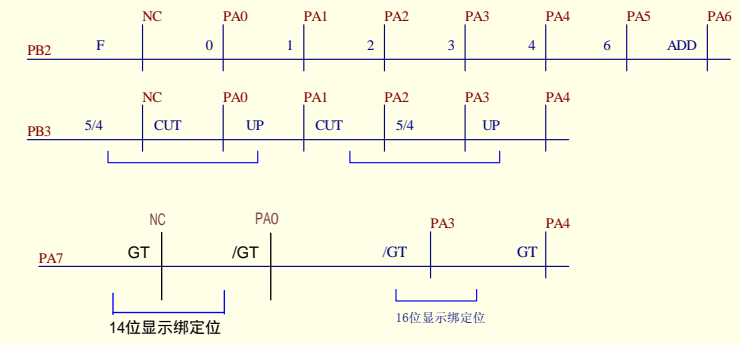 NC PA0 PA1 PA2 PA3 PA4 PA5 PA6
PB2 F 0 1 2 3 4 6 ADD
NC PA0 PA1 PA2 PA3 PA4
PB3 5/4 CUT UP CUT 5/4 UP
NC PA0 PA3 PA4
PA7 GT /GT /GT GT
14位显示绑定位 16位显示绑定位